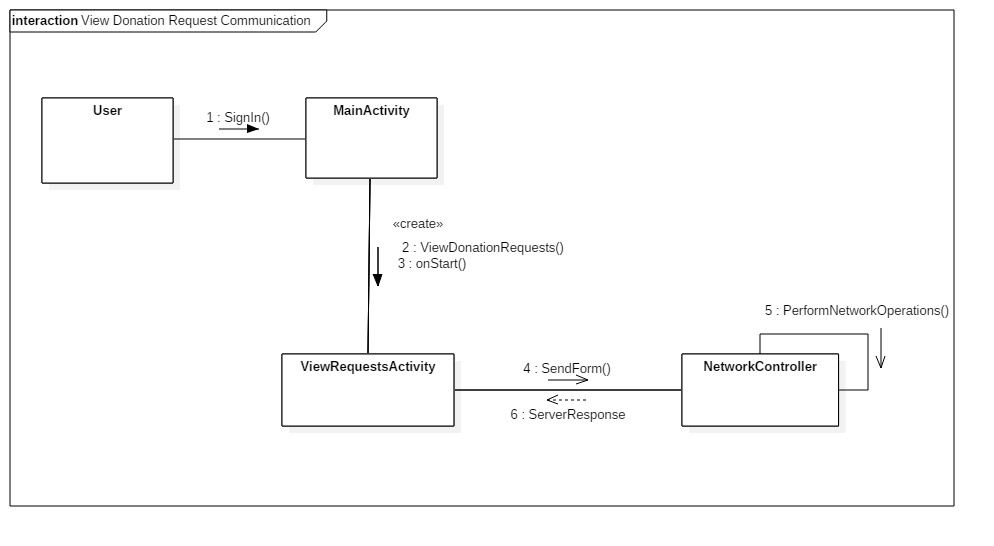 interaction View Donation Request Communication
User
1 : SignIn()
MainActivity
«create»
2 : ViewDonationRequests()
3 : onStart()
5 : PerformNetworkOperations()
ViewRequestsActivity
4 : SendForm()
NetworkController
6 : ServerResponse